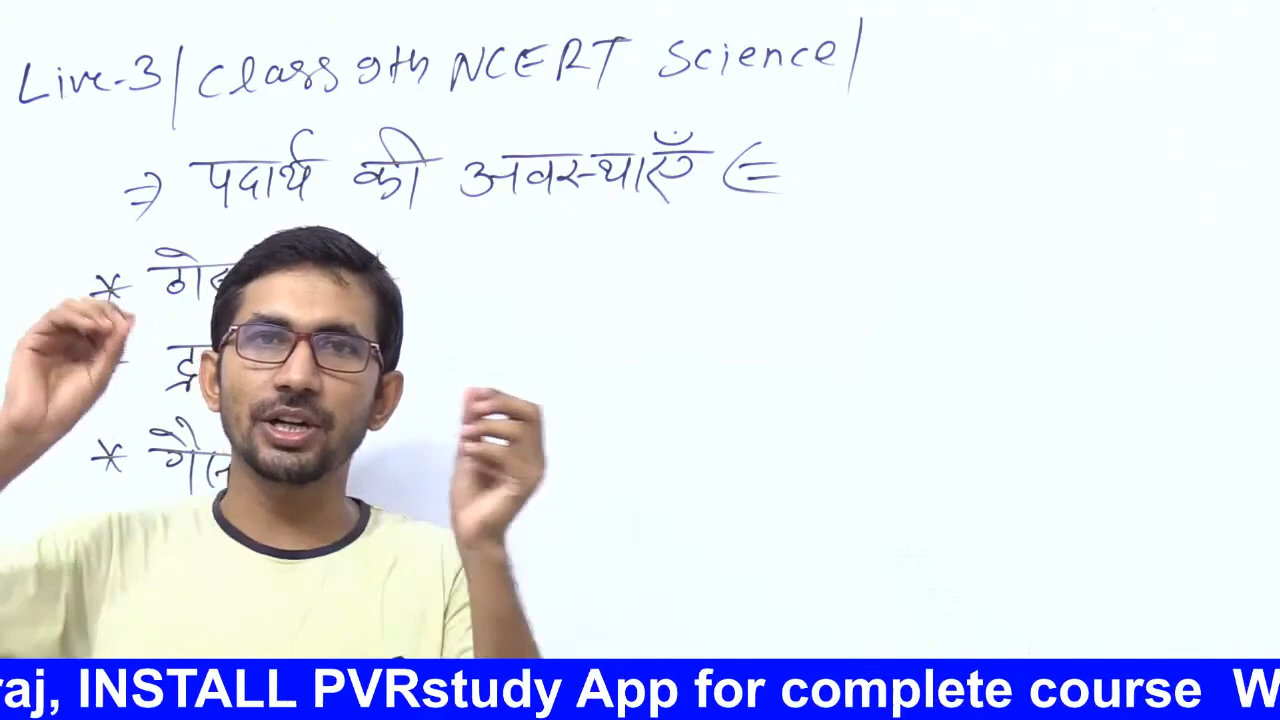 Live-3/ Class 9th NCERT Science/
⇒ पदार्थ की अवस्थाएँ ⇐
*
*
raj, INSTALL PVRstudy App for complete course W